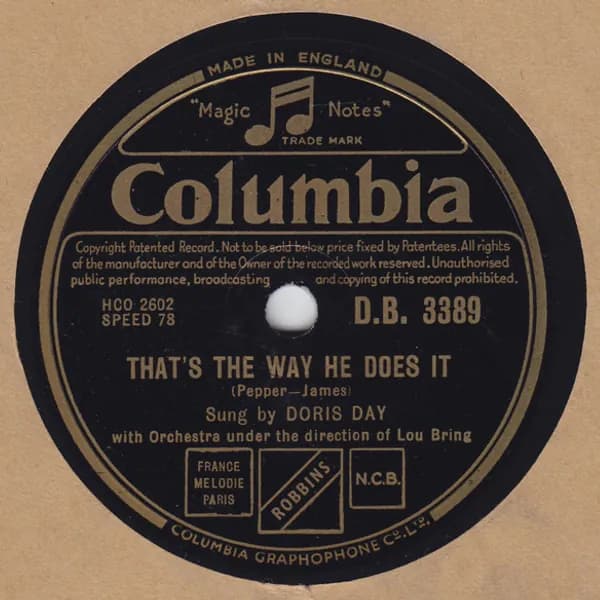 MADE IN ENGLAND
"Magic Notes"
TRADE MARK
Columbia
Copyright Patented Record. Not to be sold below price fixed by Patentees. All rights
of the manufacturer and of the Owner of the recorded work reserved. Unauthorised
public performance, broadcasting and copying of this record prohibited.
HCO 2602
SPEED 78
D.B. 3389
THAT'S THE WAY HE DOES IT
(Pepper—James)
Sung by DORIS DAY
with Orchestra under the direction of Lou Bring
FRANCE
MELODIE
PARIS
ROBBINS
N.C.B.
COLUMBIA GRAPHOPHONE Co. LTD.